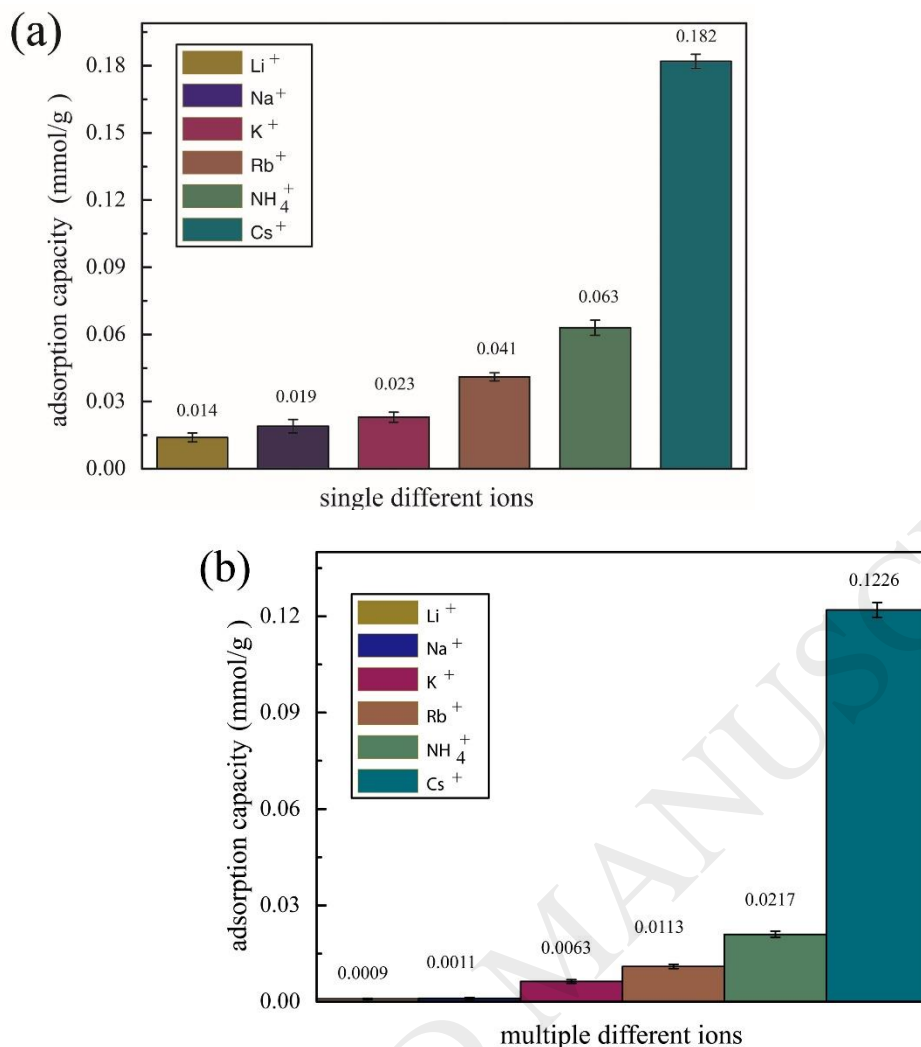 (a)
adsorption capacity (mmol/g)
0.18
0.15
0.12
0.09
0.06
0.03
0.00
Li+
Na+
K+
Rb+
NH4+
Cs+
0.014
0.019
0.023
0.041
0.063
0.182
single different ions
(b)
adsorption capacity (mmol/g)
0.12
0.09
0.06
0.03
0.00
Li+
Na+
K+
Rb+
NH4+
Cs+
0.0009
0.0011
0.0063
0.0113
0.0217
0.1226
multiple different ions
MANUSC